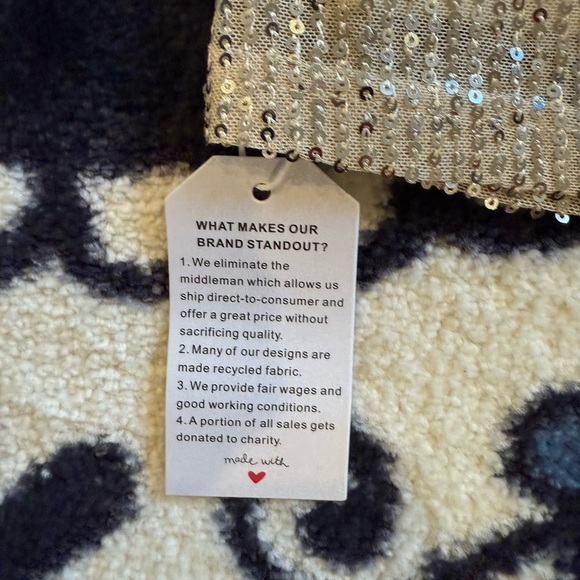 WHAT MAKES OUR
BRAND STANDOUT?
1. We eliminate the
middleman which allows us
ship direct-to-consumer and
offer a great price without
sacrificing quality.
2. Many of our designs are
made recycled fabric.
3. We provide fair wages and
good working conditions.
4. A portion of all sales gets
donated to charity.
made with